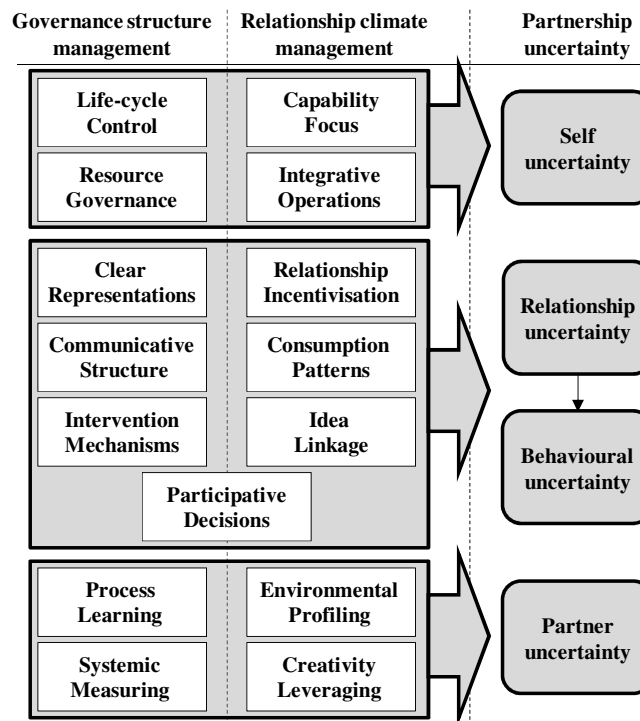 Governance structure
management
Relationship climate
management
Partnership
uncertainty
Life-cycle
Control
Capability
Focus
Resource
Governance
Integrative
Operations
Self
uncertainty
Clear
Representations
Relationship
Incentivisation
Communicative
Structure
Consumption
Patterns
Intervention
Mechanisms
Idea
Linkage
Participative
Decisions
Relationship
uncertainty
Behavioural
uncertainty
Process
Learning
Environmental
Profiling
Systemic
Measuring
Creativity
Leveraging
Partner
uncertainty